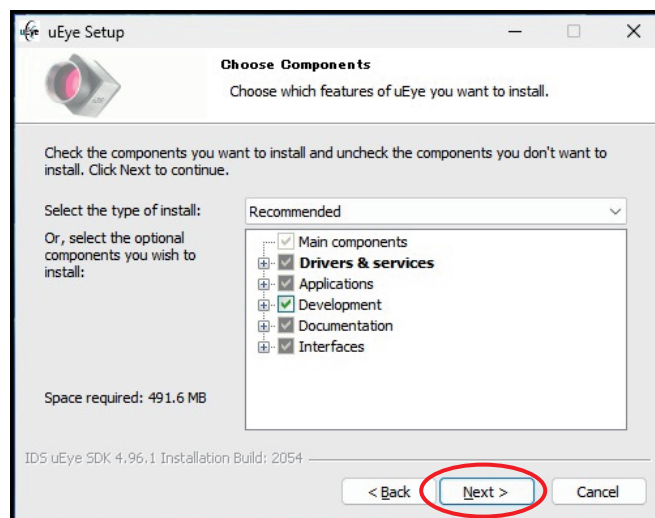 uEye Setup
Choose Components
Choose which features of uEye you want to install.
Check the components you want to install and uncheck the components you don't want to
install. Click Next to continue.
Select the type of install:
Recommended
Or, select the optional
components you wish to
install:
Main components
Drivers & services
Applications
Development
Documentation
Interfaces
Space required: 491.6 MB
IDS uEye SDK 4.96.1 Installation Build: 2054
< Back
Next >
Cancel